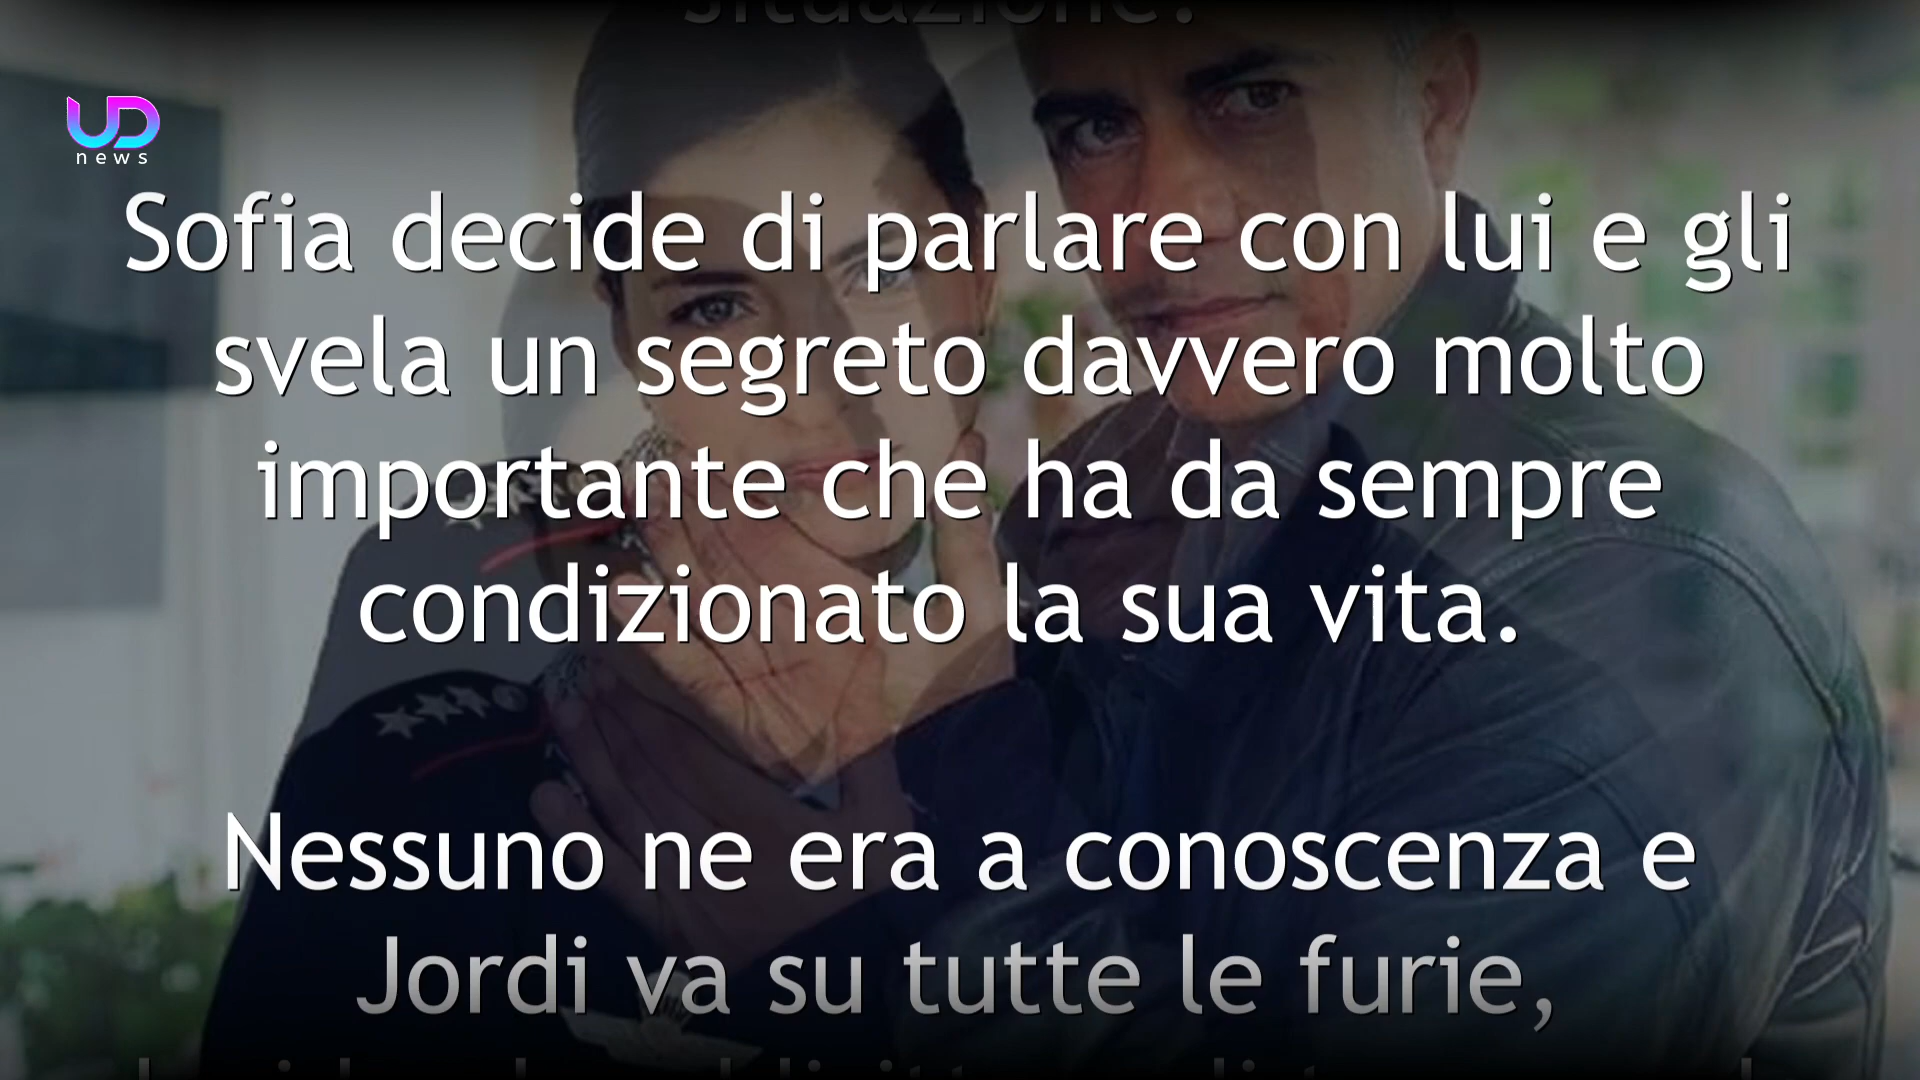 situazione?
UD
news
Sofia decide di parlare con lui e gli
svela un segreto davvero molto
importante che ha da sempre
condizionato la sua vita.
Nessuno ne era a conoscenza e
Jordi va su tutte le furie,